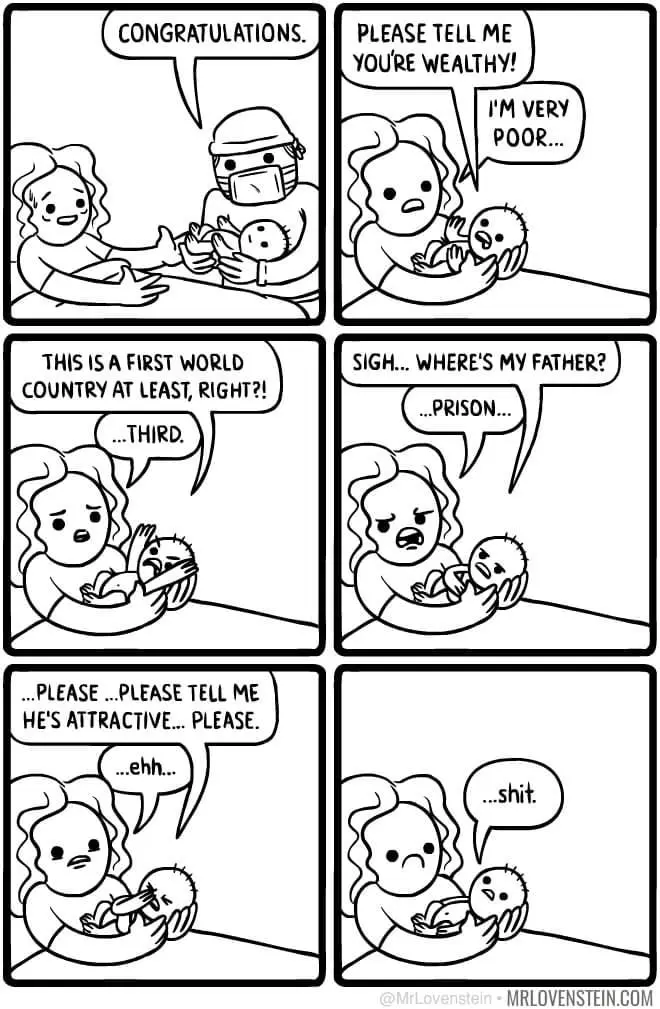 CONGRATULATIONS.
PLEASE TELL ME
YOU'RE WEALTHY!
I'M VERY
POOR...
THIS IS A FIRST WORLD
COUNTRY AT LEAST, RIGHT?!
...THIRD.
SIGH... WHERE'S MY FATHER?
...PRISON...
...PLEASE ...PLEASE TELL ME
HE'S ATTRACTIVE... PLEASE.
...ehh...
...shit.
@MrLovenstein • MRLOVENSTEIN.COM